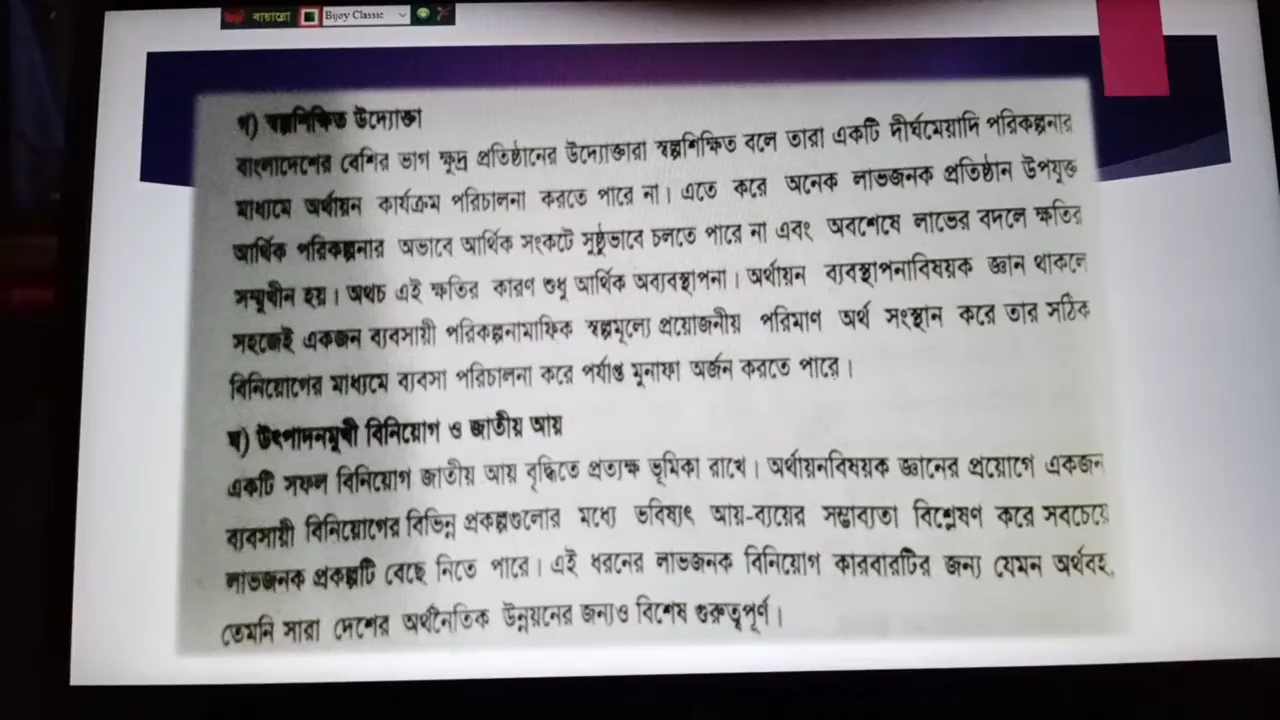 বায়ান্নো Bijoy Classic
গ) স্বল্পশিক্ষিত উদ্যোক্তা
বাংলাদেশের বেশির ভাগ ক্ষুদ্র প্রতিষ্ঠানের উদ্যোক্তারা স্বল্পশিক্ষিত বলে তারা একটি দীর্ঘমেয়াদি পরিকল্পনার
মাধ্যমে অর্থায়ন কার্যক্রম পরিচালনা করতে পারে না। এতে করে অনেক লাভজনক প্রতিষ্ঠান উপযুক্ত
আর্থিক পরিকল্পনার অভাবে আর্থিক সংকটে সুষ্ঠুভাবে চলতে পারে না এবং অবশেষে লাভের বদলে ক্ষতির
সম্মুখীন হয়। অথচ এই ক্ষতির কারণ শুধু আর্থিক অব্যবস্থাপনা। অর্থায়ন ব্যবস্থাপনাবিষয়ক জ্ঞান থাকলে
সহজেই একজন ব্যবসায়ী পরিকল্পনামাফিক স্বল্পমূল্যে প্রয়োজনীয় পরিমাণ অর্থ সংস্থান করে তার সঠিক
বিনিয়োগের মাধ্যমে ব্যবসা পরিচালনা করে পর্যাপ্ত মুনাফা অর্জন করতে পারে।
ঘ) উৎপাদনমুখী বিনিয়োগ ও জাতীয় আয়
একটি সফল বিনিয়োগ জাতীয় আয় বৃদ্ধিতে প্রত্যক্ষ ভূমিকা রাখে। অর্থায়নবিষয়ক জ্ঞানের প্রয়োগে একজন
ব্যবসায়ী বিনিয়োগের বিভিন্ন প্রকল্পগুলোর মধ্যে ভবিষ্যৎ আয়-ব্যয়ের সম্ভাব্যতা বিশ্লেষণ করে সবচেয়ে
লাভজনক প্রকল্পটি বেছে নিতে পারে। এই ধরনের লাভজনক বিনিয়োগ কারবারটির জন্য যেমন অর্থবহ,
তেমনি সারা দেশের অর্থনৈতিক উন্নয়নের জন্যও বিশেষ গুরুত্বপূর্ণ।